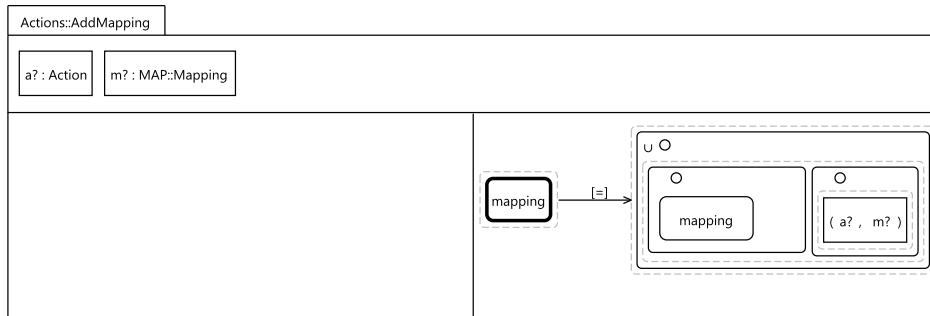 Actions::AddMapping
a? : Action
m? : MAP::Mapping
mapping
[=]
∪
mapping
( a? , m? )